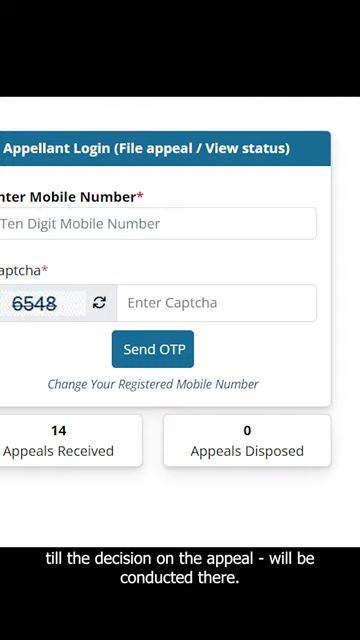 Appellant Login (File appeal / View status)
nter Mobile Number*
Ten Digit Mobile Number
aptcha*
6548
Enter Captcha
Send OTP
Change Your Registered Mobile Number
14
Appeals Received
0
Appeals Disposed
till the decision on the appeal - will be
conducted there.